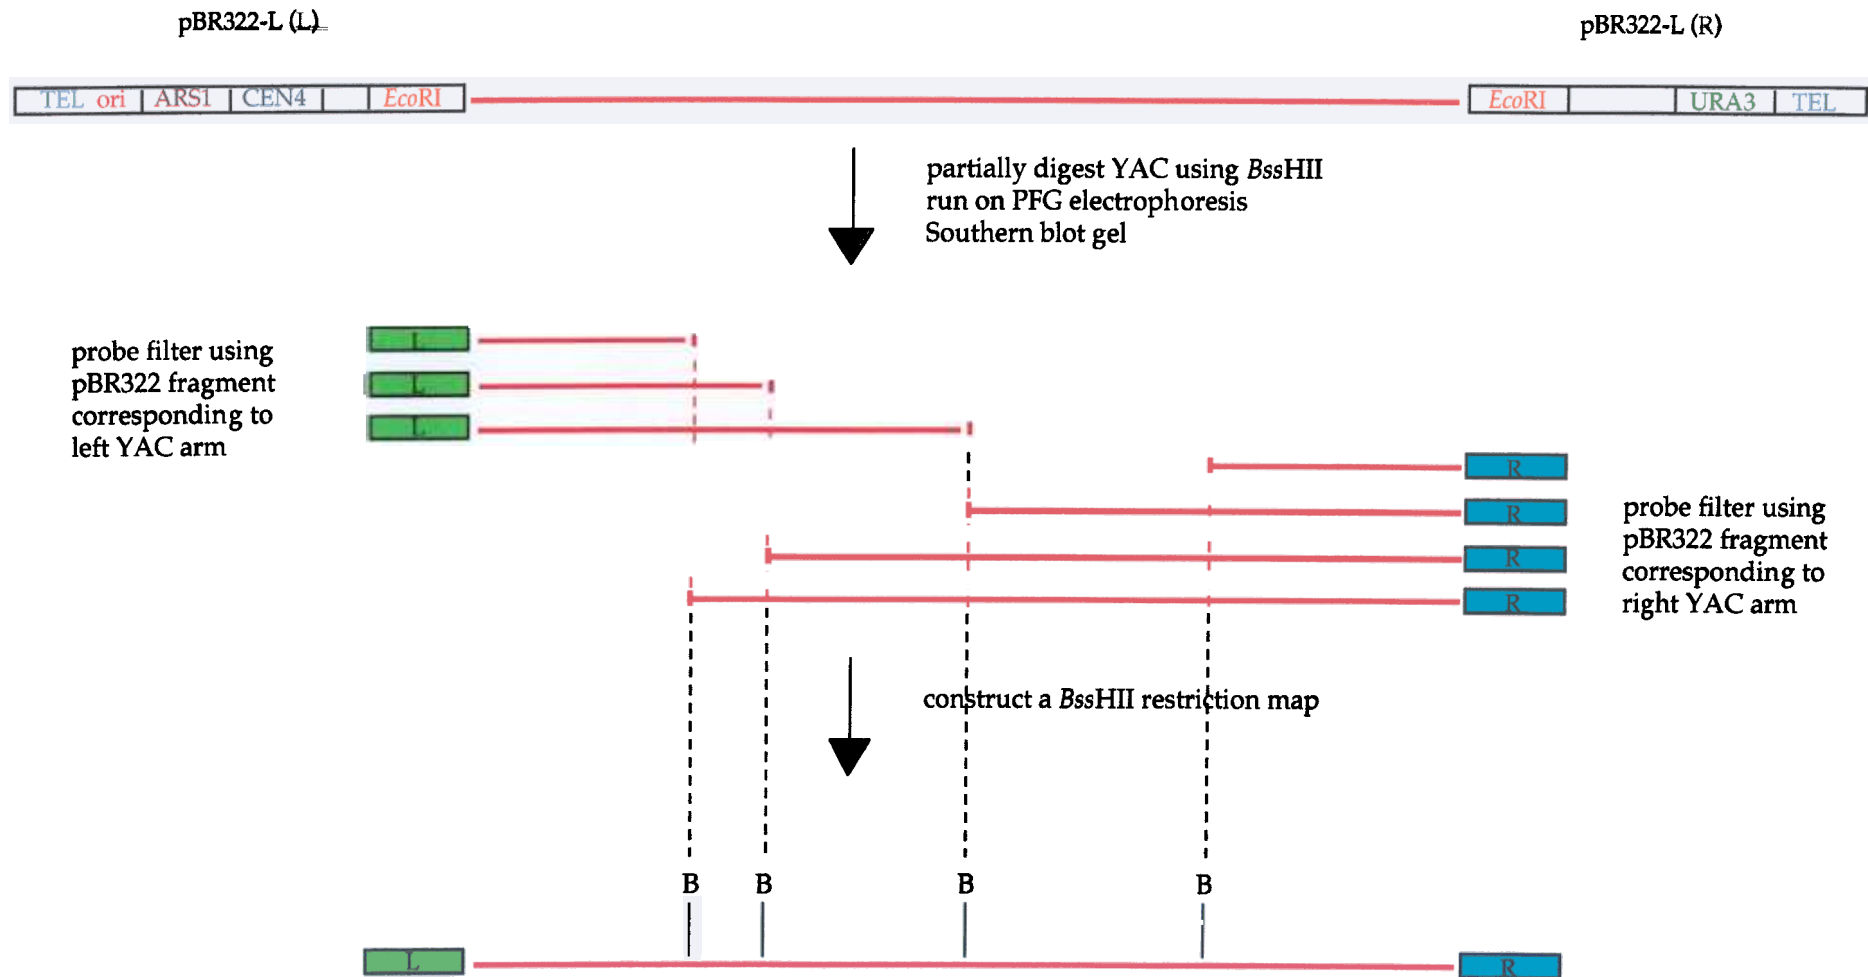 pBR322-L (L)
pBR322-L (R)
TEL ori ARS1 CEN4 EcoRI
EcoRI URA3 TEL
partially digest YAC using BssHII
run on PFG electrophoresis
Southern blot gel
probe filter using
pBR322 fragment
corresponding to
left YAC arm
L
L
L
R
R
R
R
probe filter using
pBR322 fragment
corresponding to
right YAC arm
construct a BssHII restriction map
B B B B
L R